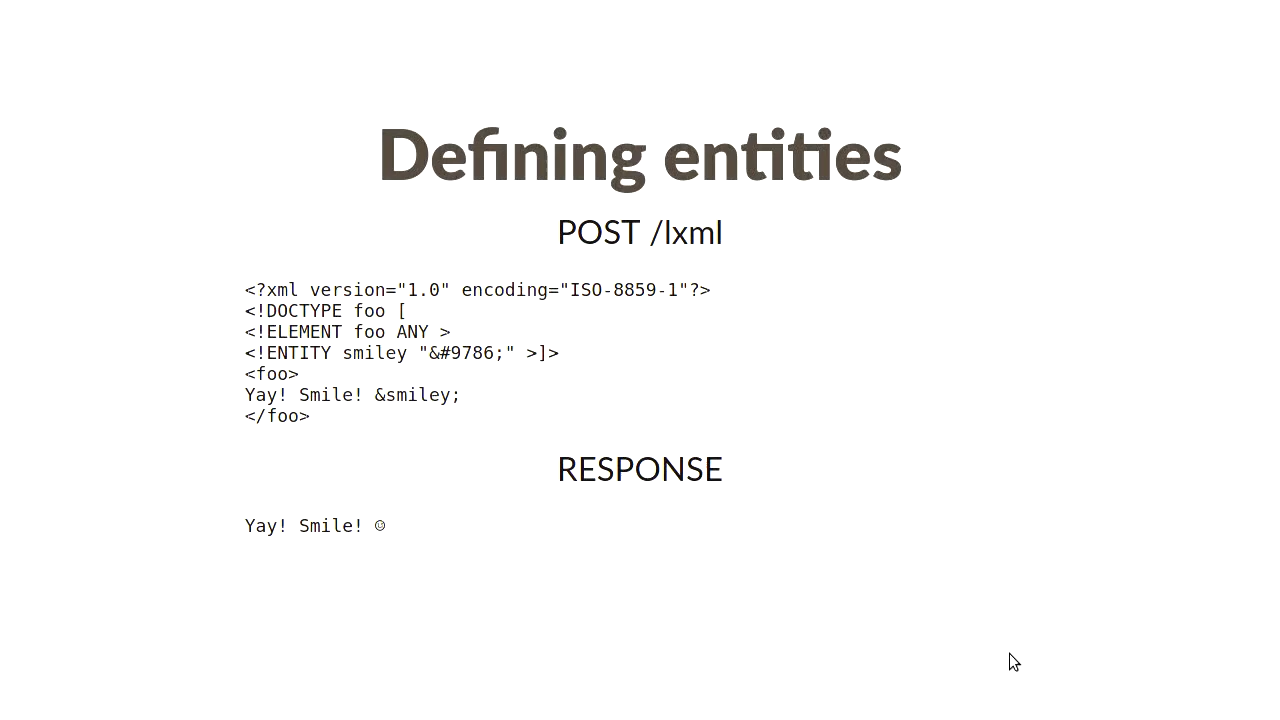 Defining entities
POST /lxml
<?xml version="1.0" encoding="ISO-8859-1"?>
<!DOCTYPE foo [
<!ELEMENT foo ANY >
<!ENTITY smiley "&#9786;" >]>
<foo>
Yay! Smile! &smiley;
</foo>
RESPONSE
Yay! Smile! ☺